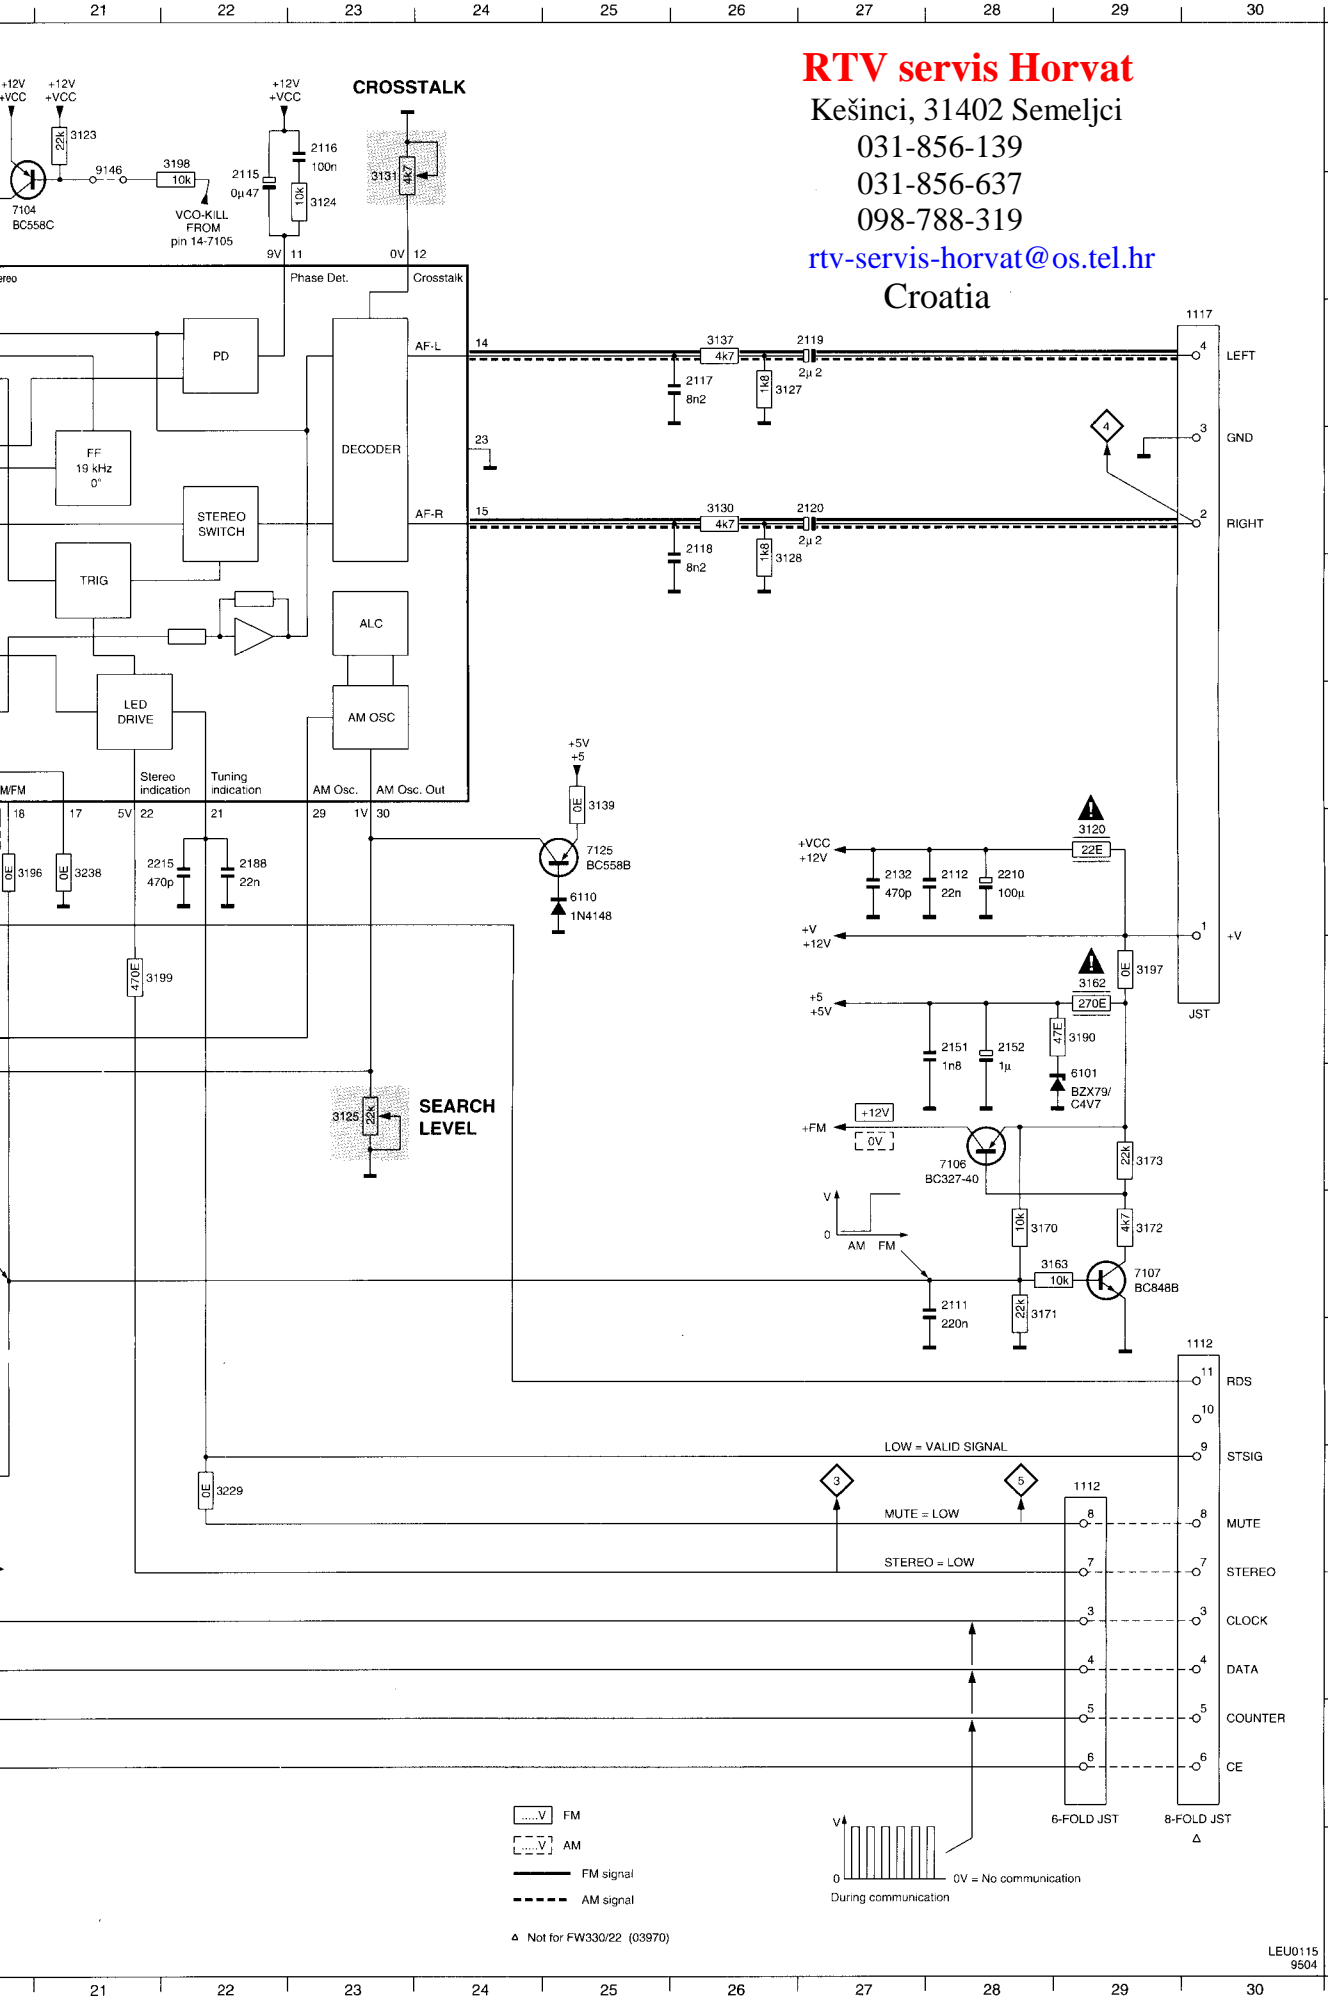 21 22 23 24 25 26 27 28 29 30
RTV servis Horvat
Kešinci, 31402 Semeljci
031-856-139
031-856-637
098-788-319
rtv-servis-horvat@os.tel.hr
Croatia
+12V +12V +12V
+VCC +VCC +VCC
CROSSTALK
22k 3123
9146
3198
10k
7104
BC558C
VCO-KILL
FROM
pin 14-7105
2115
0µ47
2116
100n
10k 3124
3131 4k7
9V 11
0V 12
ereo
Phase Det.
Crosstalk
PD
FF
19 kHz
0°
STEREO
SWITCH
TRIG
DECODER
ALC
LED
DRIVE
AM OSC
AF-L 14
23
AF-R 15
3137
4k7
2119
2µ2
2117
8n2
1k8 3127
3130
4k7
2120
2µ2
2118
8n2
1k8 3128
1117
4 LEFT
4
3 GND
2 RIGHT
M/FM
Stereo
indication
Tuning
indication
AM Osc.
AM Osc. Out
18 17 5V 22 21 29 1V 30
0E 3196
0E 3238
2215
470p
2188
22n
+5V
+5
0E 3139
7125
BC558B
6110
1N4148
470E 3199
3125 22k
SEARCH
LEVEL
+VCC
+12V
3120
22E
2132
470p
2112
22n
2210
100µ
+V
+12V
1 +V
3162
270E
0E 3197
+5
+5V
JST
2151
1n8
2152
1µ
47E 3190
6101
BZX79/
C4V7
+FM
+12V
0V
7106
BC327-40
22k 3173
V
0
AM FM
10k 3170
4k7 3172
3163
10k
7107
BC848B
2111
220n
22k 3171
1112
11 RDS
10
LOW = VALID SIGNAL
9 STSIG
0E 3229
3
5
1112
MUTE = LOW
8 8 MUTE
STEREO = LOW
7 7 STEREO
3 3 CLOCK
4 4 DATA
5 5 COUNTER
6 6 CE
6-FOLD JST
8-FOLD JST
Δ
.....V FM
.....V AM
FM signal
AM signal
Δ Not for FW330/22 (03970)
V
0
0V = No communication
During communication
LEU0115
9504
21 22 23 24 25 26 27 28 29 30